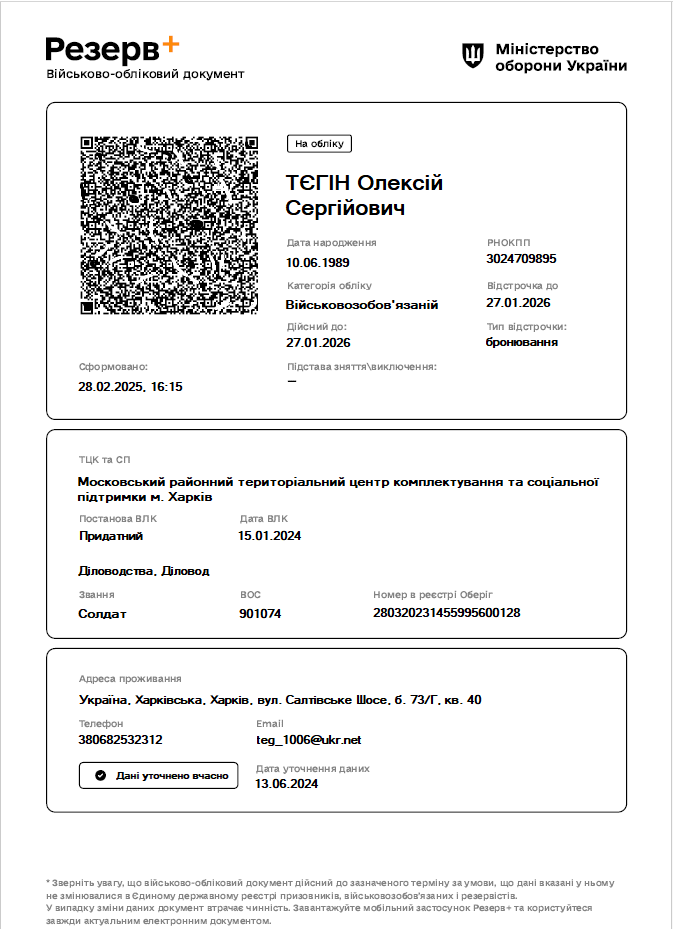 Резерв+
Військово-обліковий документ
Міністерство
оборони України
На обліку
ТЄГІН Олексій
Сергійович
Дата народження
РНОКПП
10.06.1989
3024709895
Категорія обліку
Відстрочка до
Військовозобов'язаній
27.01.2026
Дійсний до:
Тип відстрочки:
27.01.2026
бронювання
Сформовано:
Підстава зняття\виключення:
28.02.2025, 16:15
—
ТЦК та СП
Московський районний територіальний центр комплектування та соціальної
підтримки м. Харків
Постанова ВЛК
Дата ВЛК
Придатний
15.01.2024
Діловодства, Діловод
Звання
ВОС
Номер в реєстрі Оберіг
Солдат
901074
280320231455995600128
Адреса проживання
Україна, Харківська, Харків, вул. Салтівське Шосе, б. 73/Г, кв. 40
Телефон
Email
380682532312
teg_1006@ukr.net
Дані уточнено вчасно
Дата уточнення даних
13.06.2024
* Зверніть увагу, що військово-обліковий документ дійсний до зазначеного терміну за умови, що дані вказані у ньому
не змінювалися в Єдиному державному реєстрі призовників, військовозобов'язаних і резервістів.
У випадку зміни даних документ втрачає чинність. Завантажуйте мобільний застосунок Резерв+ та користуйтеся
завжди актуальним електронним документом.